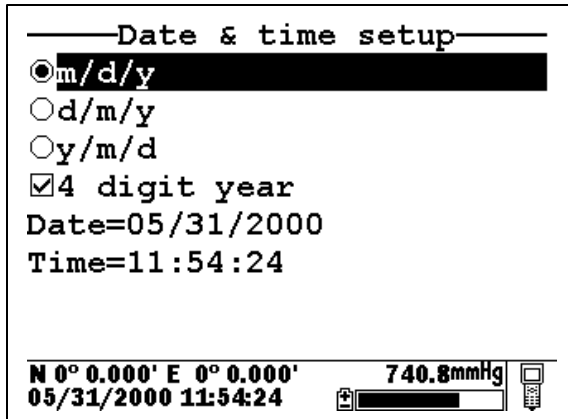 Date & time setup
m/d/y
d/m/y
y/m/d
4 digit year
Date=05/31/2000
Time=11:54:24
N 0° 0.000' E 0° 0.000' 740.8mmHg
05/31/2000 11:54:24